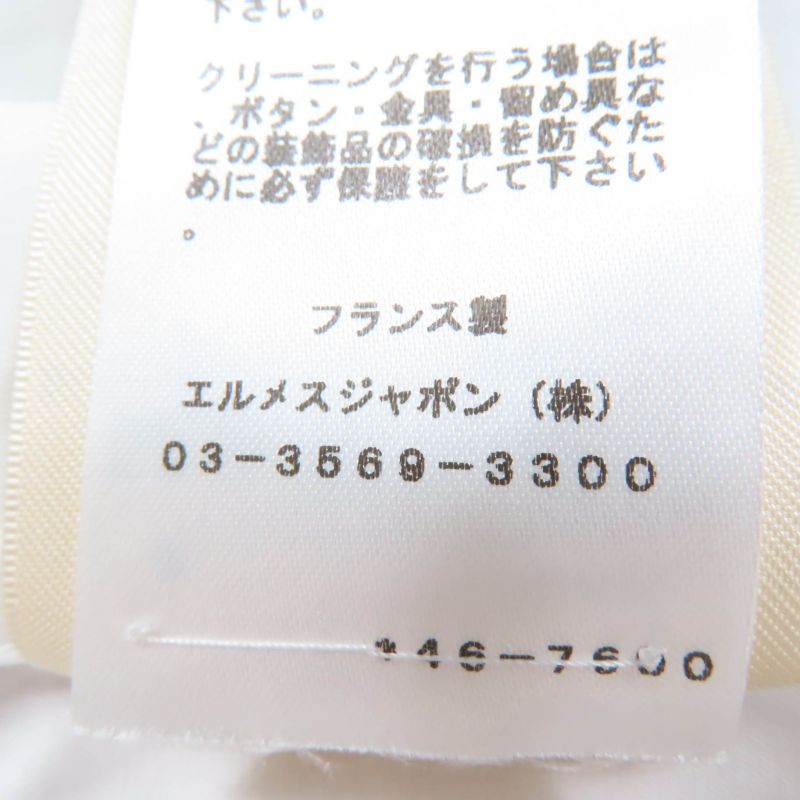 下さい。
クリーニングを行う場合は
、ボタン・金具・留め具な
どの装飾品の破損を防ぐた
めに必ず保護をして下さい
。
フランス製
エルメスジャポン（株）
03-3569-3300
146-7600